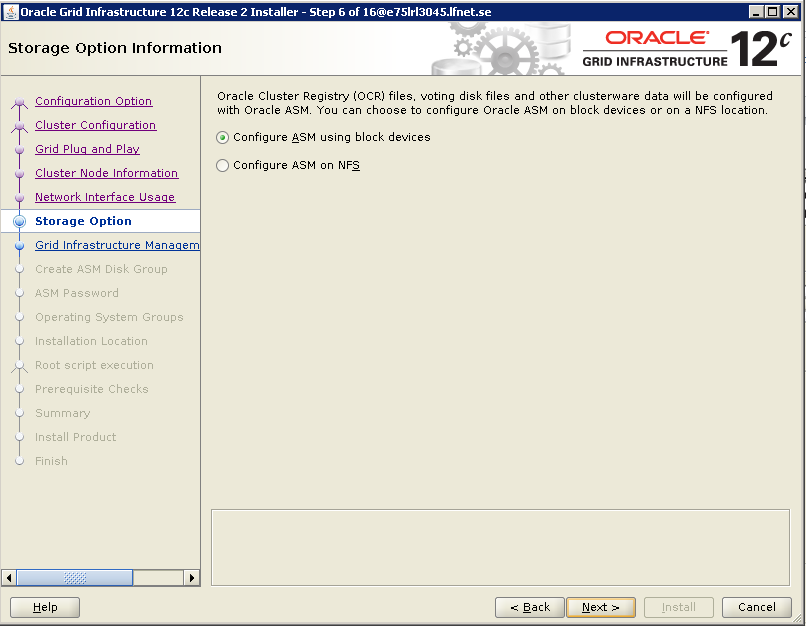 Oracle Grid Infrastructure 12c Release 2 Installer - Step 6 of 16@e75lrl3045.lfnet.se
Storage Option Information
ORACLE
GRID INFRASTRUCTURE
12c
Configuration Option
Cluster Configuration
Grid Plug and Play
Cluster Node Information
Network Interface Usage
Storage Option
Grid Infrastructure Managem
Create ASM Disk Group
ASM Password
Operating System Groups
Installation Location
Root script execution
Prerequisite Checks
Summary
Install Product
Finish
Oracle Cluster Registry (OCR) files, voting disk files and other clusterware data will be configured
with Oracle ASM. You can choose to configure Oracle ASM on block devices or on a NFS location.
Configure ASM using block devices
Configure ASM on NFS
Help
< Back
Next >
Install
Cancel